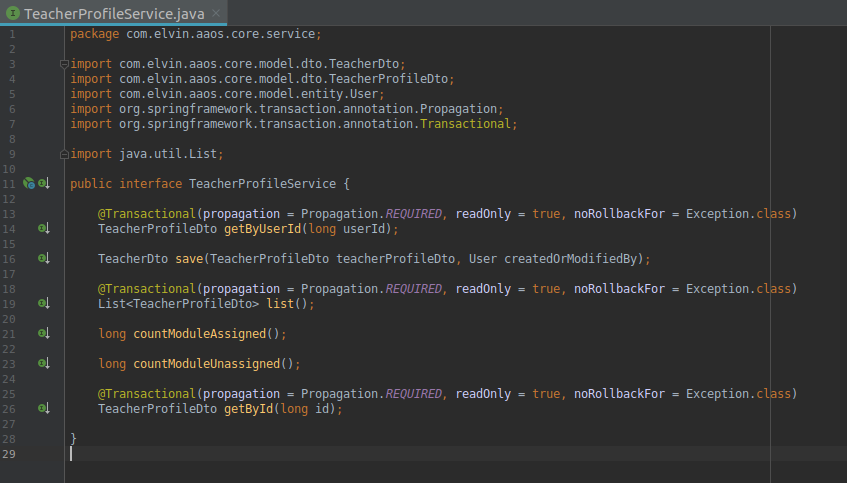 TeacherProfileService.java
1 package com.elvin.aaos.core.service;
2
3 import com.elvin.aaos.core.model.dto.TeacherDto;
4 import com.elvin.aaos.core.model.dto.TeacherProfileDto;
5 import com.elvin.aaos.core.model.entity.User;
6 import org.springframework.transaction.annotation.Propagation;
7 import org.springframework.transaction.annotation.Transactional;
8
9 import java.util.List;
10
11 public interface TeacherProfileService {
12
13 @Transactional(propagation = Propagation.REQUIRED, readOnly = true, noRollbackFor = Exception.class)
14 TeacherProfileDto getByUserId(long userId);
15
16 TeacherDto save(TeacherProfileDto teacherProfileDto, User createdOrModifiedBy);
17
18 @Transactional(propagation = Propagation.REQUIRED, readOnly = true, noRollbackFor = Exception.class)
19 List<TeacherProfileDto> list();
20
21 long countModuleAssigned();
22
23 long countModuleUnassigned();
24
25 @Transactional(propagation = Propagation.REQUIRED, readOnly = true, noRollbackFor = Exception.class)
26 TeacherProfileDto getById(long id);
27
28 }
29